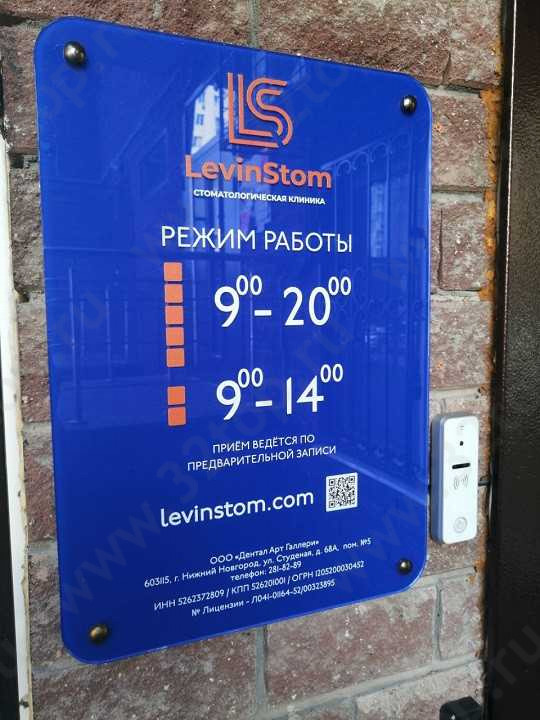 LS
LevinStom
СТОМАТОЛОГИЧЕСКАЯ КЛИНИКА
РЕЖИМ РАБОТЫ
9⁰⁰ – 20⁰⁰
9⁰⁰ – 14⁰⁰
ПРИЁМ ВЕДЁТСЯ ПО
ПРЕДВАРИТЕЛЬНОЙ ЗАПИСИ
levinstom.com
ООО «Дентал Арт Галлери»
603115, г. Нижний Новгород, ул. Студеная, д. 68А, пом. №5
телефон: 281-82-89
ИНН 5262372809 / КПП 526201001 / ОГРН 1205200030452
№ Лицензии - Л041-01164-52/00323895